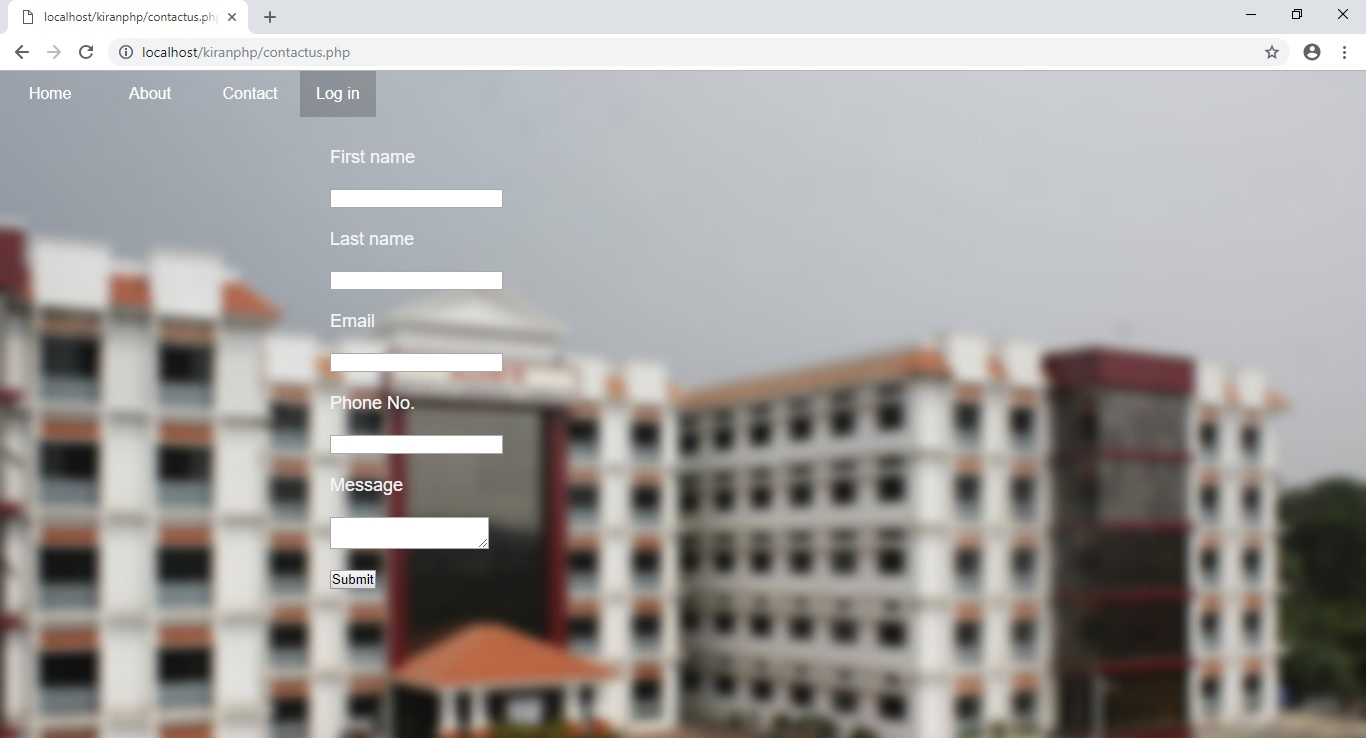 localhost/kiranphp/contactus.php
localhost/kiranphp/contactus.php
Home About Contact Log in
First name
Last name
Email
Phone No.
Message
Submit